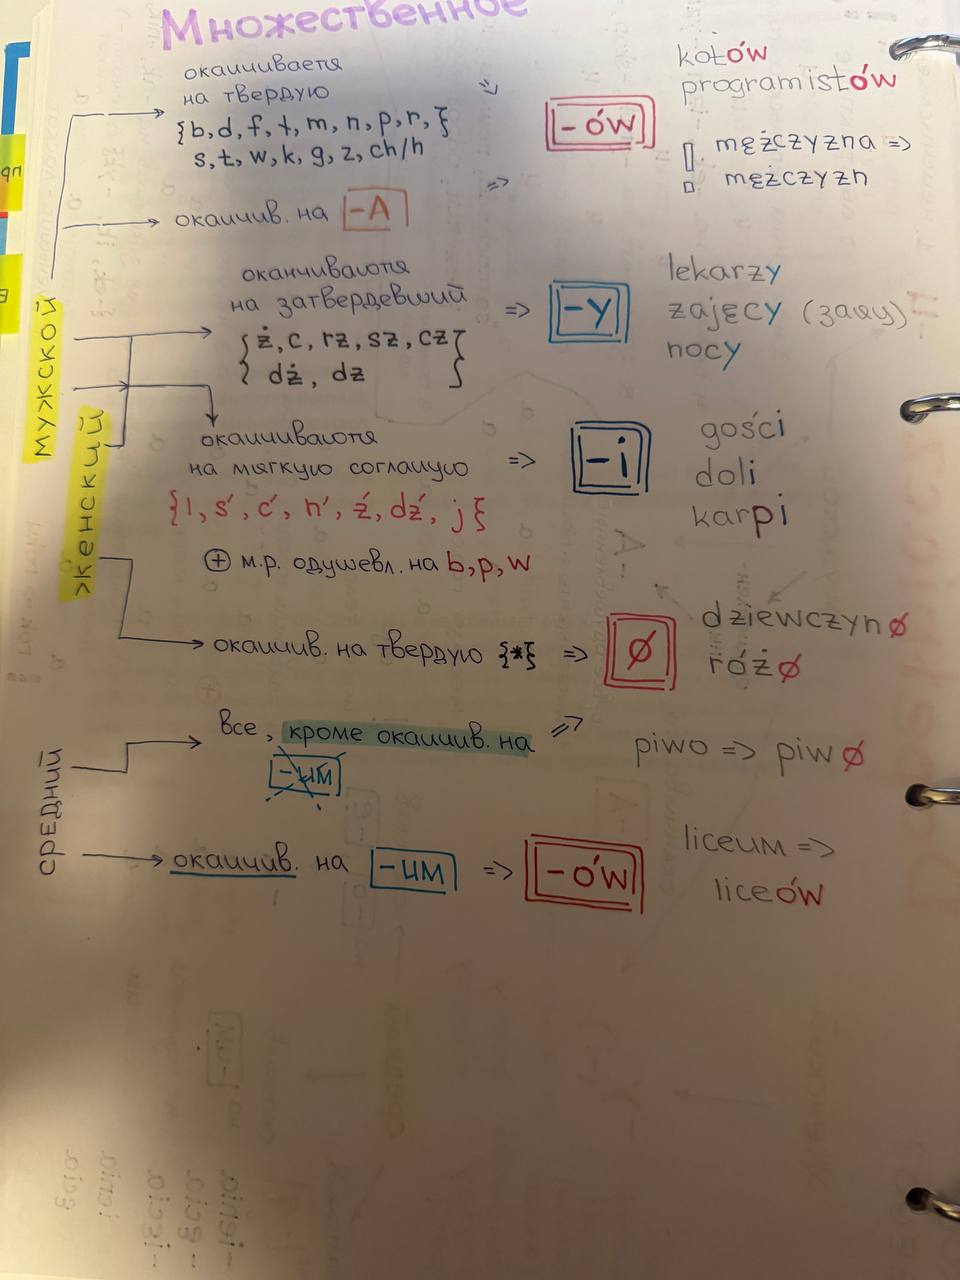 Множественное
оканчивается
на твердую
{b, d, f, ł, m, n, p, r, }
s, t, w, k, g, z, ch/h
=>
-ów
kotów
programistów
! mężczyzna =>
mężczyzn
оканчив. на -A
=>
мужской
оканчиваются
на затвердевший
{ż, c, rz, sz, cz
dż, dz}
=> -y
lekarzy
zajęcy (зайцы)
nocy
женский
оканчиваются
на мягкую согласную
{l, ś, ć, ń, ź, dź, j}
+ м.р. одушевл. на b, p, w
=> -i
gości
doli
karpi
оканчив. на твердую {*} => ø
dziewczynø
różø
средний
Все, кроме оканчив. на =>
-um
piwo => piwø
оканчив. на -um => -ów
liceum =>
liceów